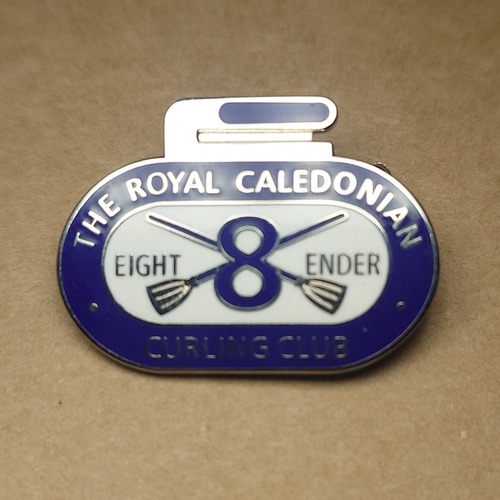 THE ROYAL CALEDONIAN
EIGHT 8 ENDER
CURLING CLUB